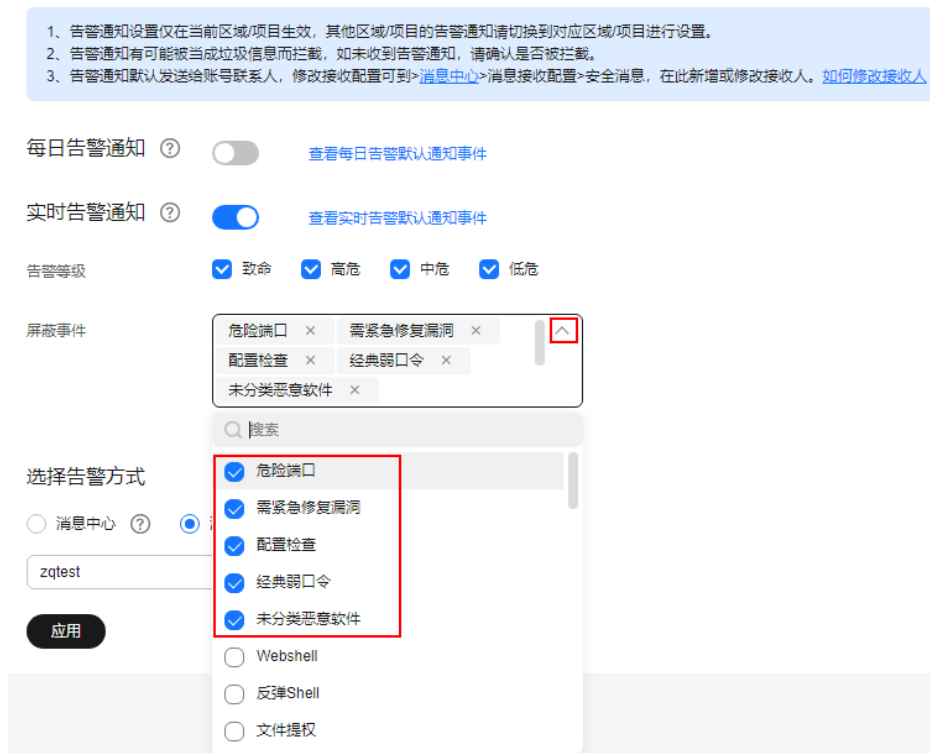 1、告警通知设置仅在当前区域/项目生效，其他区域/项目的告警通知请切换到对应区域/项目进行设置。
2、告警通知有可能被当成垃圾信息而拦截，如未收到告警通知，请确认是否被拦截。
3、告警通知默认发送给账号联系人，修改接收配置可到>消息中心>消息接收配置>安全消息，在此新增或修改接收人。如何修改接收人
每日告警通知 ? 查看每日告警默认通知事件
实时告警通知 ? 查看实时告警默认通知事件
告警等级 致命 高危 中危 低危
屏蔽事件 危险端口 × 需紧急修复漏洞 ×
配置检查 × 经典弱口令 ×
未分类恶意软件 ×
搜索
危险端口
需紧急修复漏洞
配置检查
经典弱口令
未分类恶意软件
Webshell
反弹Shell
文件提权
选择告警方式
消息中心 ?
zqtest
应用